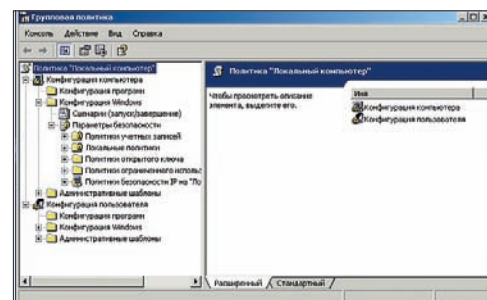 Групповая политика
Консоль Действие Вид Справка
Политика "Локальный компьютер"
Конфигурация компьютера
Конфигурация программ
Конфигурация Windows
Сценарии (запуск/завершение)
Параметры безопасности
Политики учетных записей
Локальные политики
Политики открытого ключа
Политики ограниченного использ
Политики безопасности IP на "Ло
Административные шаблоны
Конфигурация пользователя
Конфигурация программ
Конфигурация Windows
Административные шаблоны
Политика "Локальный компьютер"
Чтобы просмотреть описание
элемента, выделите его.
Имя
Конфигурация компьютера
Конфигурация пользователя
Расширенный Стандартный